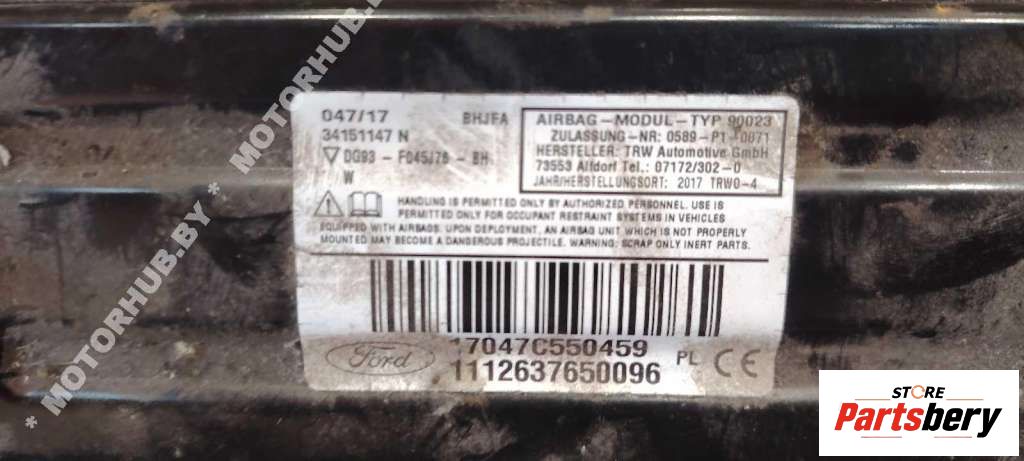 047/17 BHJFA
34151147 N
DG93 - F045J76 - BH
W
AIRBAG-MODUL-TYP 90023
ZULASSUNG-NR: 0589-P1-0071
HERSTELLER: TRW Automotive GmbH
73553 Alfdorf Tel.: 07172/302-0
JAHR/HERSTELLUNGSORT: 2017 TRWO-4
HANDLING IS PERMITTED ONLY BY AUTHORIZED PERSONNEL. USE IS
PERMITTED ONLY FOR OCCUPANT RESTRAINT SYSTEMS IN VEHICLES
EQUIPPED WITH AIRBAGS. UPON DEPLOYMENT, AN AIRBAG UNIT WHICH IS NOT PROPERLY
MOUNTED MAY BECOME A DANGEROUS PROJECTILE. WARNING: SCRAP ONLY INERT PARTS.
17047C550459
1112637650096
Ford
PL CE
* MOTORHUB.BY * MOTORHUB.BY *
STORE
Partsbery